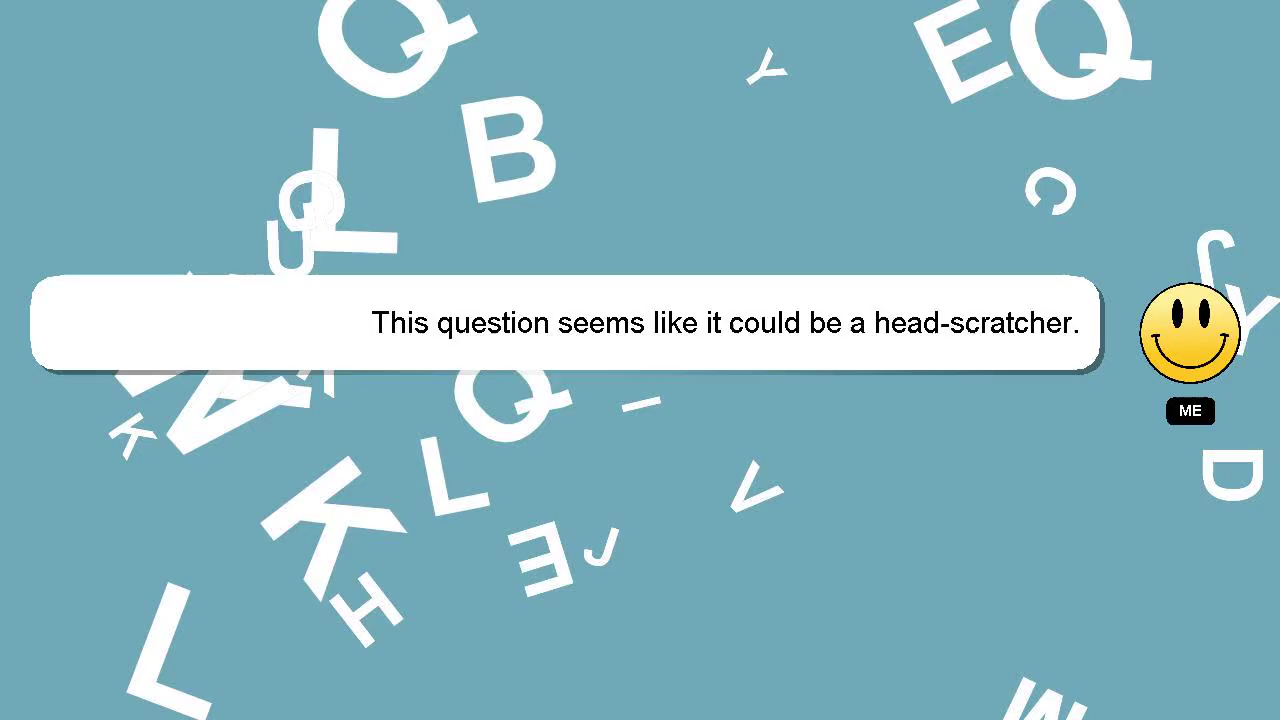 Q
E
Q
Y
B
L
Q
C
U
J
Y
This question seems like it could be a head-scratcher.
ME
A
K
Q
I
L
K
V
D
E
J
H
L
M